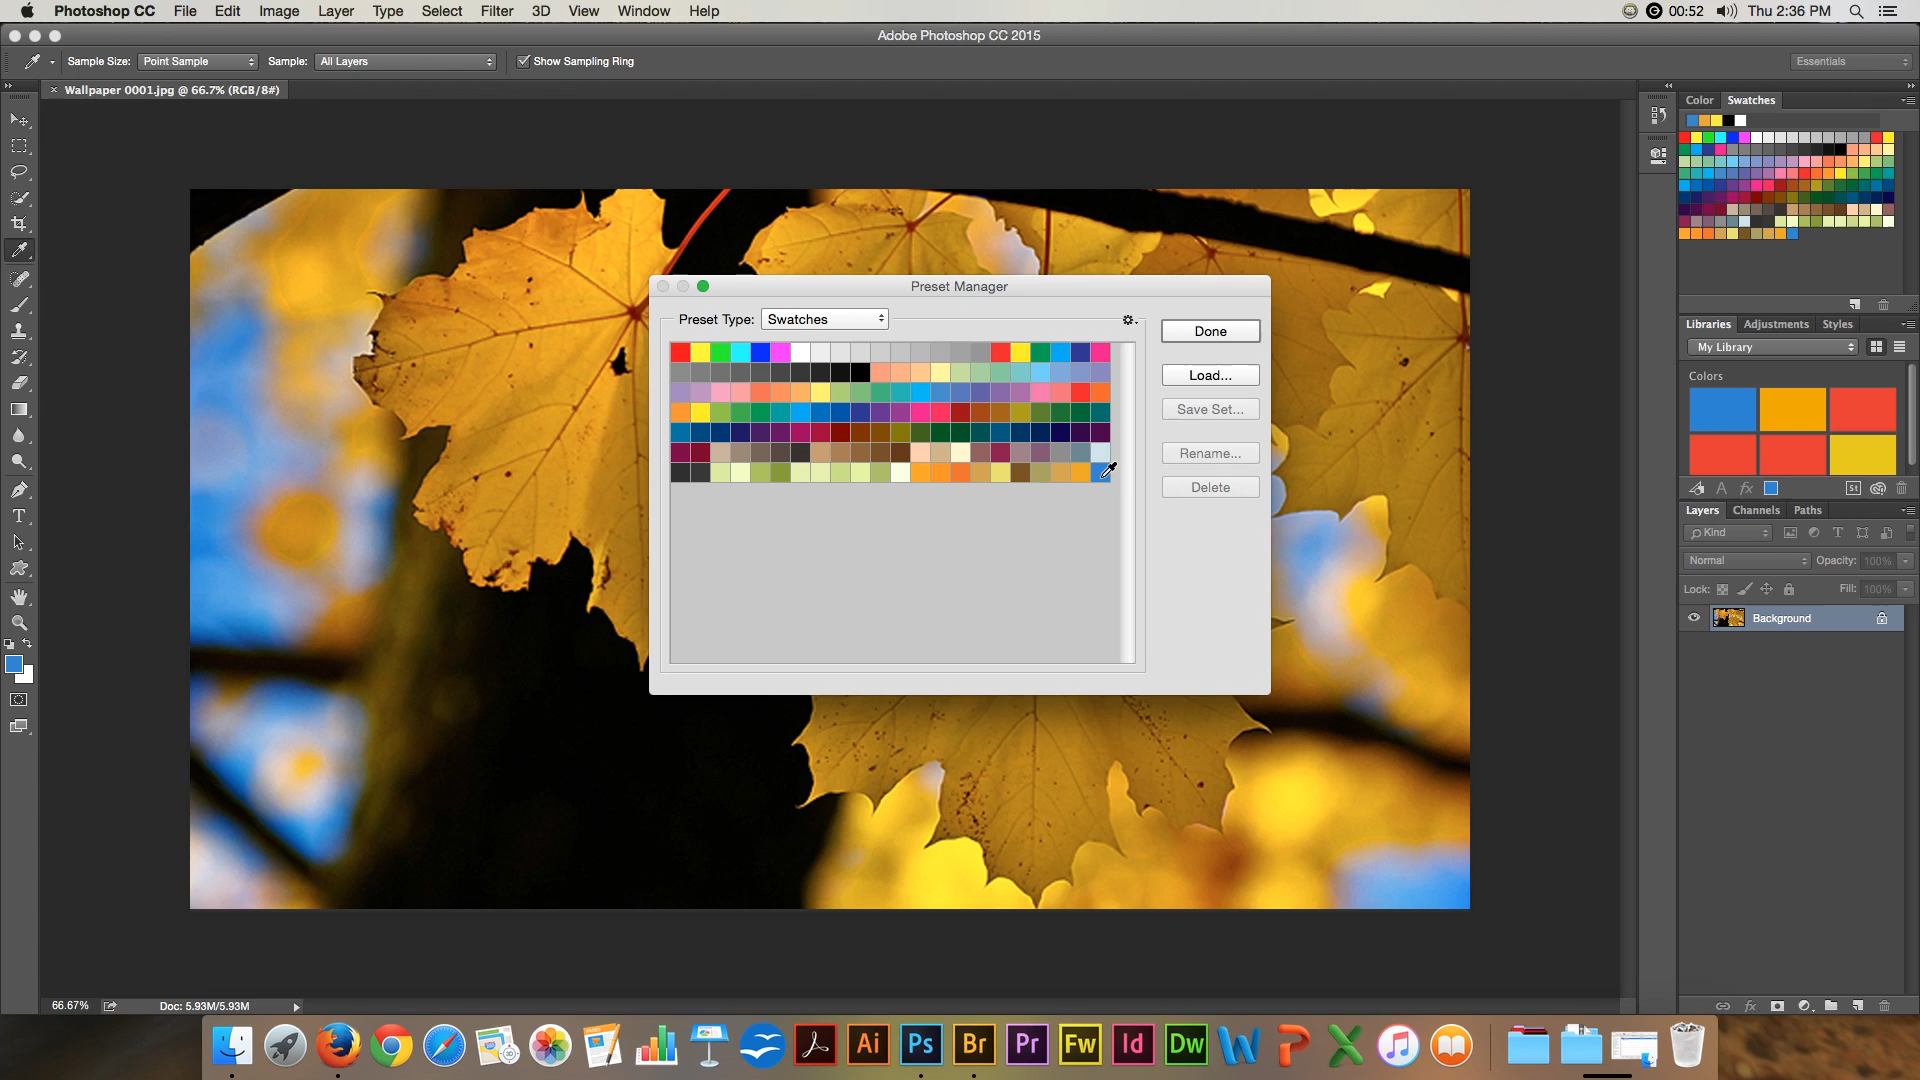 Photoshop CC File Edit Image Layer Type Select Filter 3D View Window Help 00:52 Thu 2:36 PM
Adobe Photoshop CC 2015
Sample Size: Point Sample Sample: All Layers Show Sampling Ring Essentials
× Wallpaper 0001.jpg @ 66.7% (RGB/8#)
Color Swatches
Preset Manager
Preset Type: Swatches
Done
Load...
Save Set...
Rename...
Delete
Libraries Adjustments Styles
My Library
Colors
A fx St
Layers Channels Paths
Kind T
Normal Opacity: 100%
Lock: Fill: 100%
Background
T
66.67% Doc: 5.93M/5.93M fx
Ai Ps Br Pr Fw Id Dw